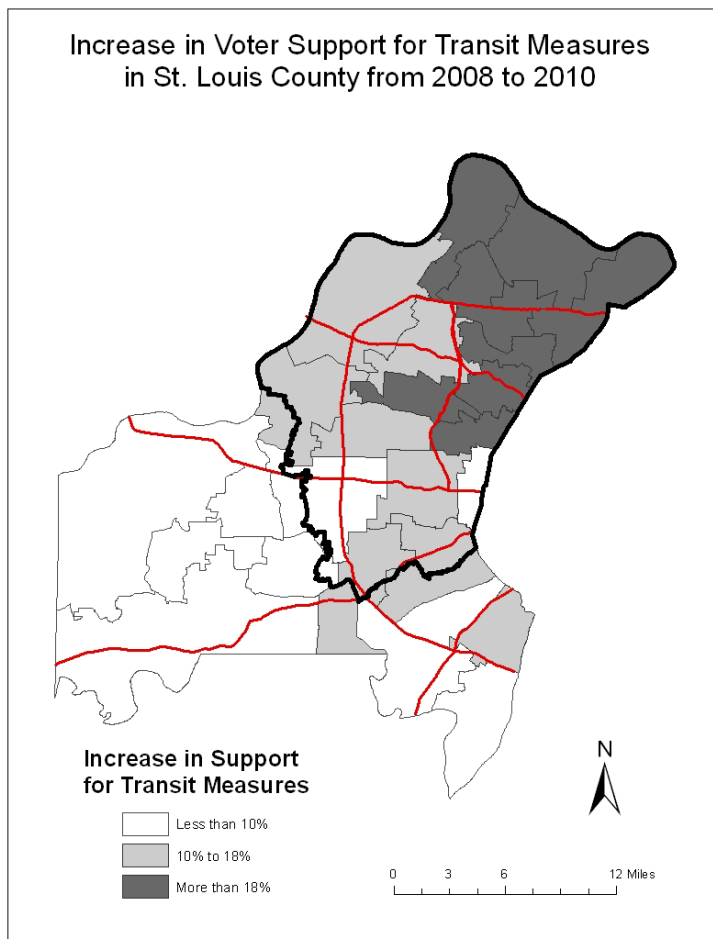 Increase in Voter Support for Transit Measures
in St. Louis County from 2008 to 2010
Increase in Support
for Transit Measures
Less than 10%
10% to 18%
More than 18%
N
0 3 6 12 Miles